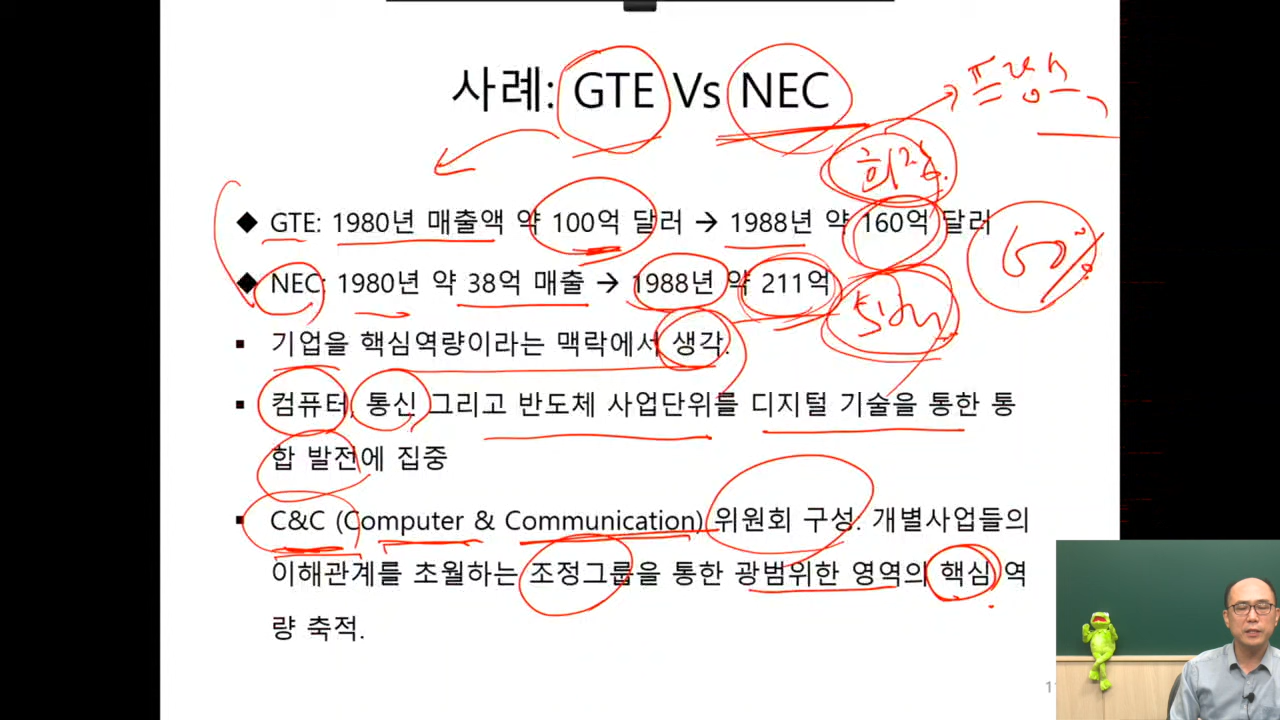 사례: GTE Vs NEC
◆ GTE: 1980년 매출액 약 100억 달러 → 1988년 약 160억 달러
◆ NEC: 1980년 약 38억 매출 → 1988년 약 211억
▪ 기업을 핵심역량이라는 맥락에서 생각.
▪ 컴퓨터, 통신 그리고 반도체 사업단위를 디지털 기술을 통한 통
합 발전에 집중
▪ C&C (Computer & Communication) 위원회 구성. 개별사업들의
이해관계를 초월하는 조정그룹을 통한 광범위한 영역의 핵심 역
량 축적.
60%